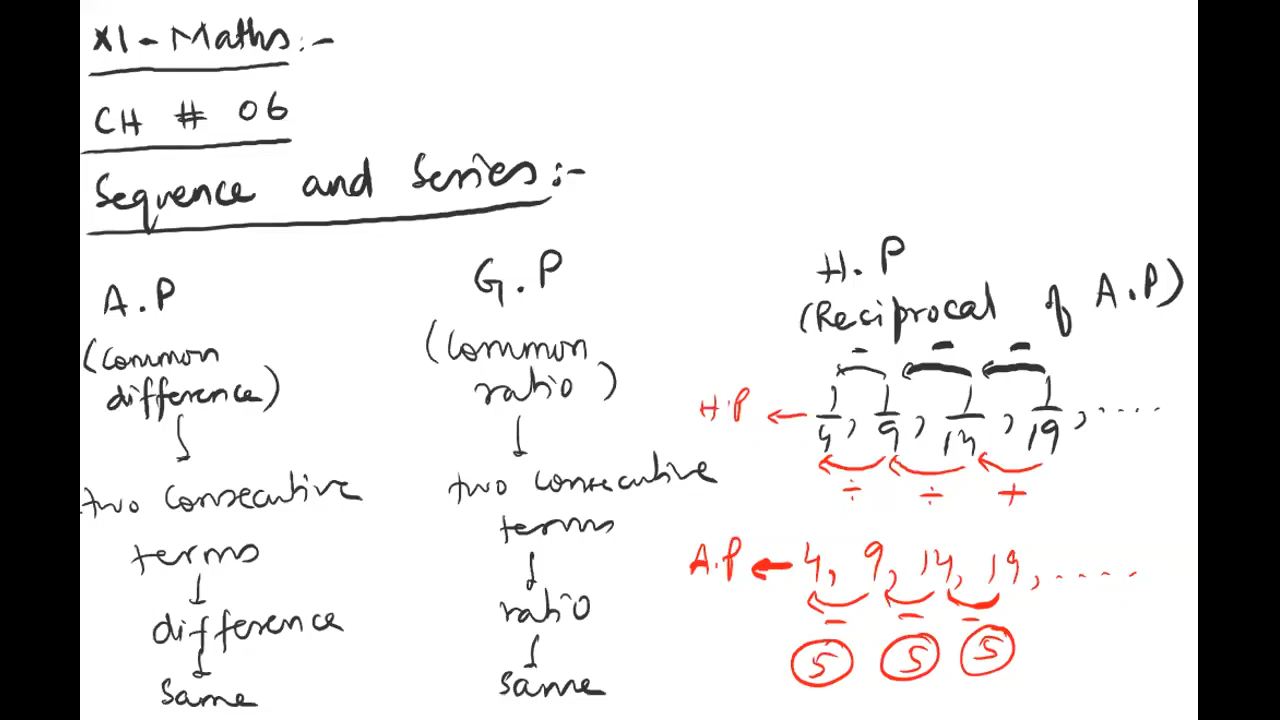 XI - Maths :-
CH # 06
Sequence and Series :-
A.P
(Common
difference)
two consecutive
terms
difference
same
G.P
(Common
ratio)
two consecutive
terms
ratio
same
H.P
(Reciprocal of A.P)
- - -
H.P ← 1/4, 1/9, 1/14, 1/19, ....
÷ ÷ +
A.P ← 4, 9, 14, 19, ....
- - -
5 5 5